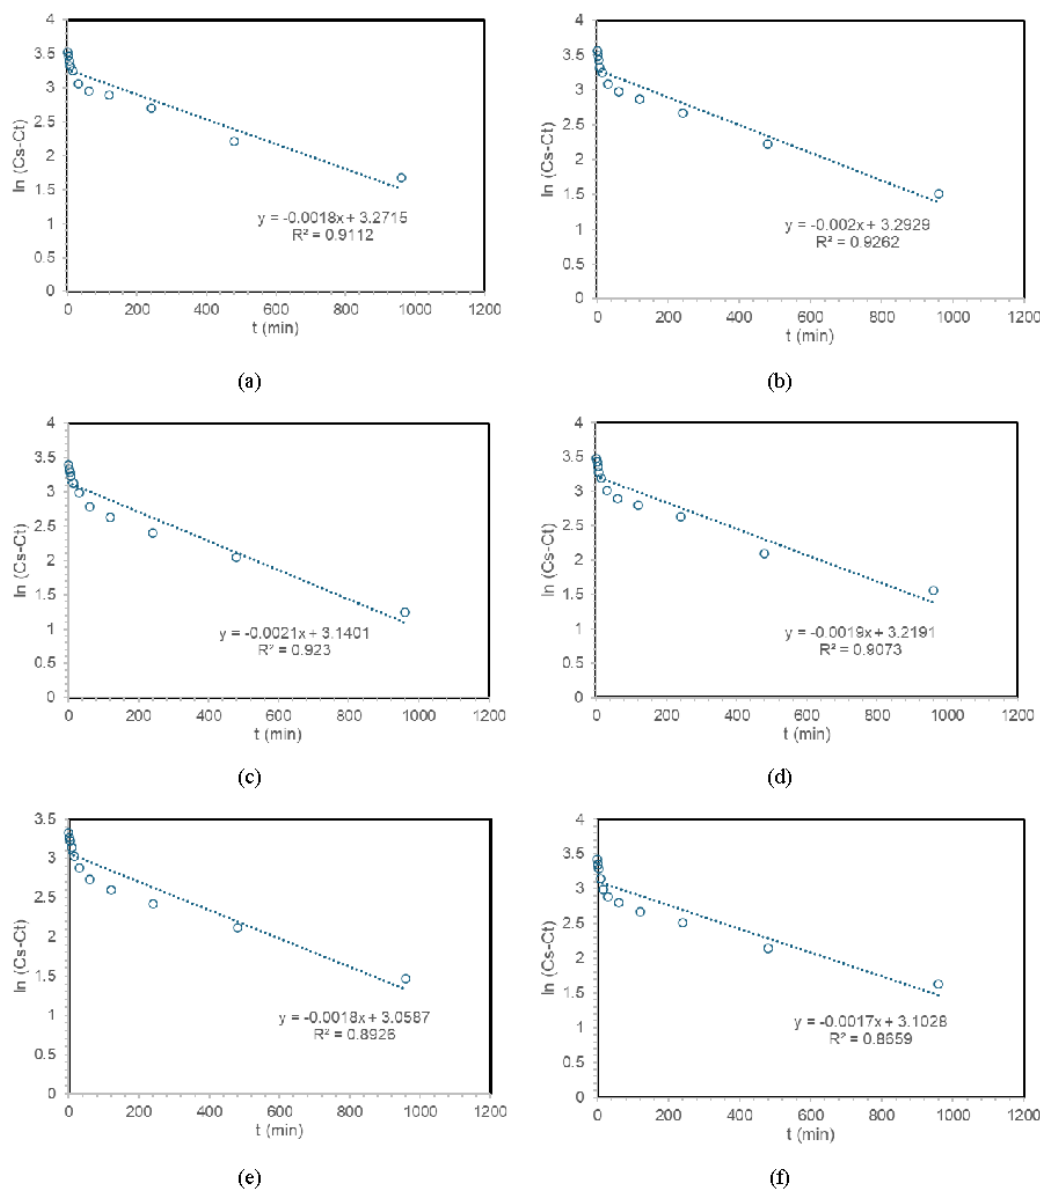 4
3.5
3
2.5
2
1.5
1
0.5
0
ln (Cs-Ct)
y = -0.0018x + 3.2715
R² = 0.9112
0 200 400 600 800 1000 1200
t (min)
(a)
4
3.5
3
2.5
2
1.5
1
0.5
0
ln (Cs-Ct)
y = -0.002x + 3.2929
R² = 0.9262
0 200 400 600 800 1000 1200
t (min)
(b)
4
3.5
3
2.5
2
1.5
1
0.5
0
ln (Cs-Ct)
y = -0.0021x + 3.1401
R² = 0.923
0 200 400 600 800 1000 1200
t (min)
(c)
4
3.5
3
2.5
2
1.5
1
0.5
0
ln (Cs-Ct)
y = -0.0019x + 3.2191
R² = 0.9073
0 200 400 600 800 1000 1200
t (min)
(d)
3.5
3
2.5
2
1.5
1
0.5
0
ln (Cs-Ct)
y = -0.0018x + 3.0587
R² = 0.8926
0 200 400 600 800 1000 1200
t (min)
(e)
4
3.5
3
2.5
2
1.5
1
0.5
0
ln (Cs-Ct)
y = -0.0017x + 3.1028
R² = 0.8659
0 200 400 600 800 1000 1200
t (min)
(f)